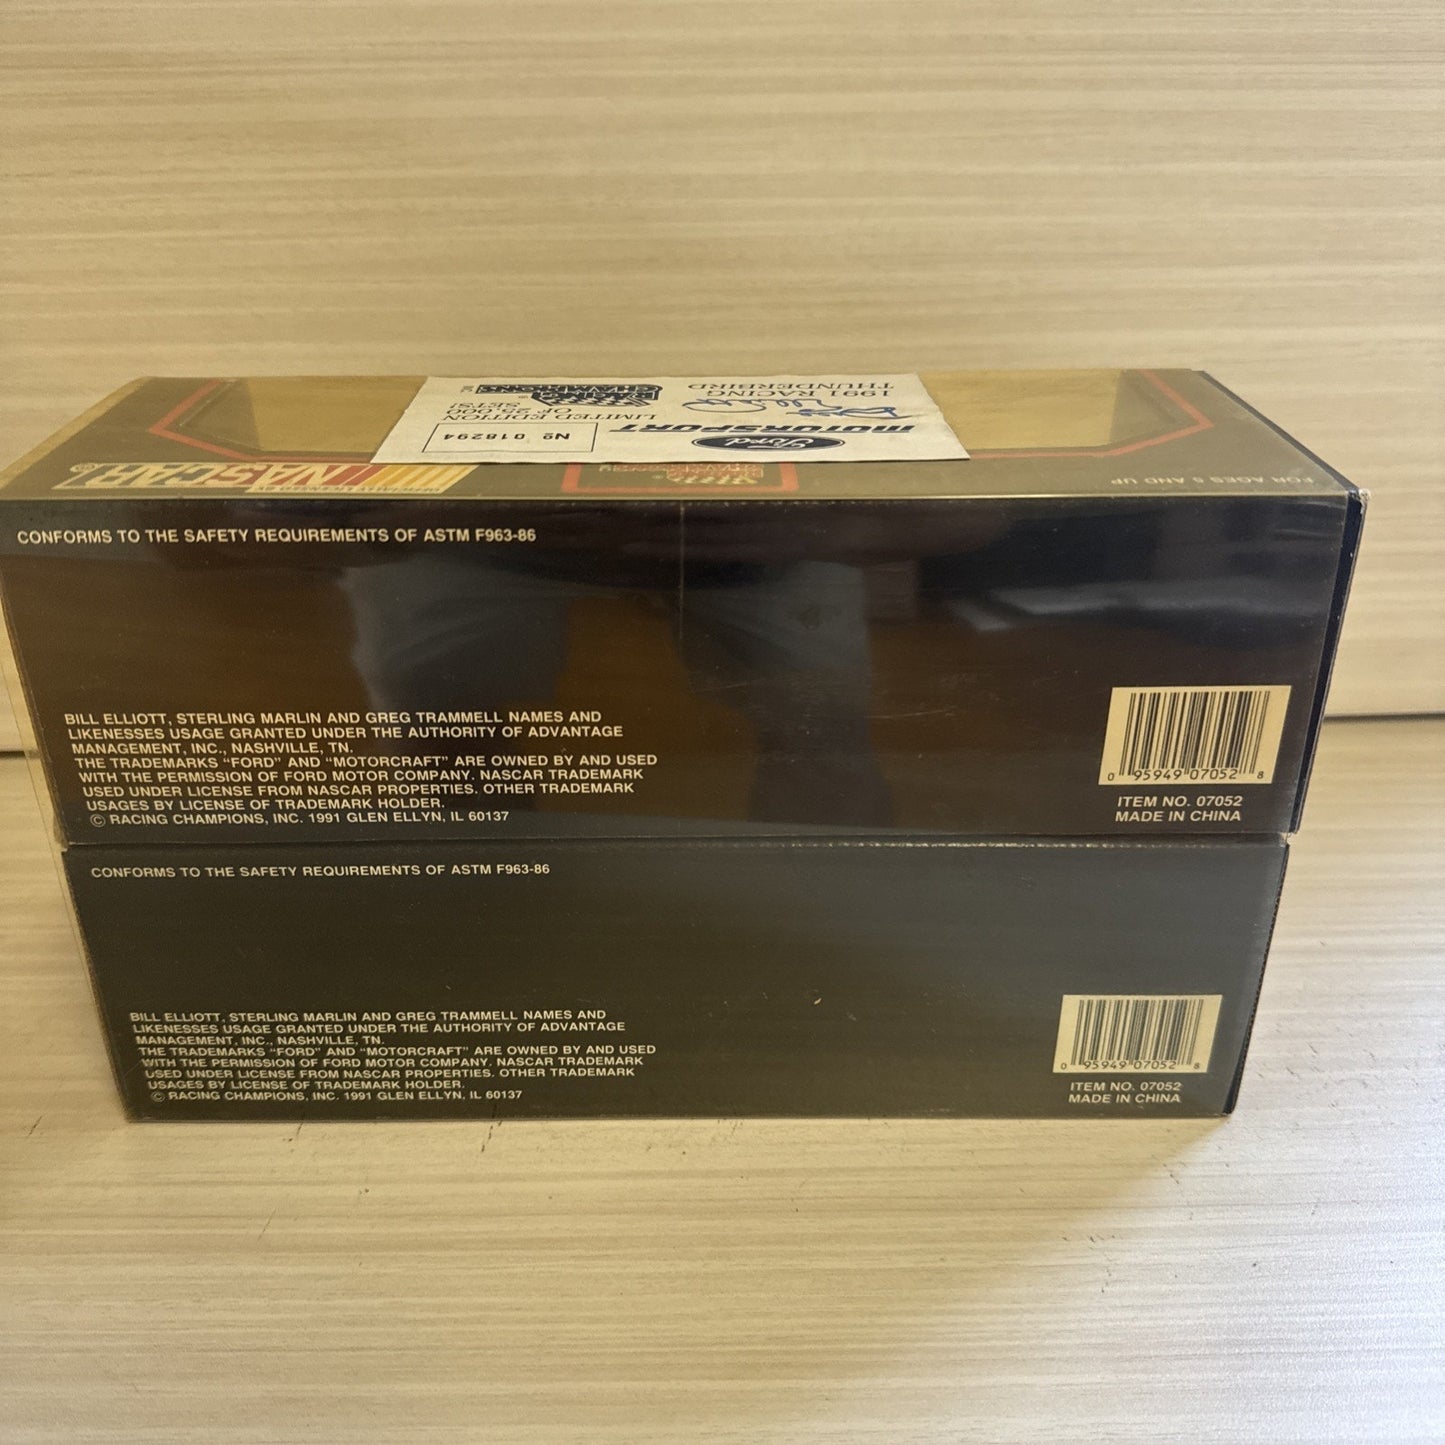 Ford
MOTORSPORT
1991 RACING
THUNDERBIRD
Nº 018294
LIMITED EDITION
OF 25,000
SETS!
RACING
CHAMPIONS
INC.
OFFICIALLY LICENSED BY
NASCAR®
FOR AGES 5 AND UP
CONFORMS TO THE SAFETY REQUIREMENTS OF ASTM F963-86
BILL ELLIOTT, STERLING MARLIN AND GREG TRAMMELL NAMES AND
LIKENESSES USAGE GRANTED UNDER THE AUTHORITY OF ADVANTAGE
MANAGEMENT, INC., NASHVILLE, TN.
THE TRADEMARKS “FORD” AND “MOTORCRAFT” ARE OWNED BY AND USED
WITH THE PERMISSION OF FORD MOTOR COMPANY. NASCAR TRADEMARK
USED UNDER LICENSE FROM NASCAR PROPERTIES. OTHER TRADEMARK
USAGES BY LICENSE OF TRADEMARK HOLDER.
© RACING CHAMPIONS, INC. 1991 GLEN ELLYN, IL 60137
0 95949 07052 8
ITEM NO. 07052
MADE IN CHINA
CONFORMS TO THE SAFETY REQUIREMENTS OF ASTM F963-86
BILL ELLIOTT, STERLING MARLIN AND GREG TRAMMELL NAMES AND
LIKENESSES USAGE GRANTED UNDER THE AUTHORITY OF ADVANTAGE
MANAGEMENT, INC., NASHVILLE, TN.
THE TRADEMARKS “FORD” AND “MOTORCRAFT” ARE OWNED BY AND USED
WITH THE PERMISSION OF FORD MOTOR COMPANY. NASCAR TRADEMARK
USED UNDER LICENSE FROM NASCAR PROPERTIES. OTHER TRADEMARK
USAGES BY LICENSE OF TRADEMARK HOLDER.
© RACING CHAMPIONS, INC. 1991 GLEN ELLYN, IL 60137
0 95949 07052 8
ITEM NO. 07052
MADE IN CHINA